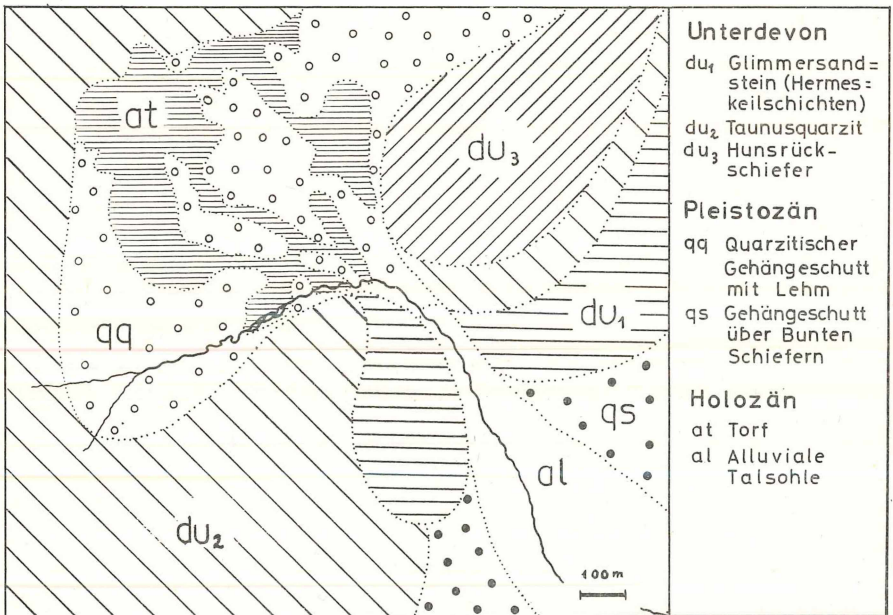 at
du₃
qq
du₁
qs
al
du₂
100 m
Unterdevon
du₁ Glimmersand=
stein (Hermes=
keilschichten)
du₂ Taunusquarzit
du₃ Hunsrück-
schiefer
Pleistozän
qq Quarzitischer
Gehängeschutt
mit Lehm
qs Gehängeschutt
über Bunten
Schiefern
Holozän
at Torf
al Alluviale
Talsohle